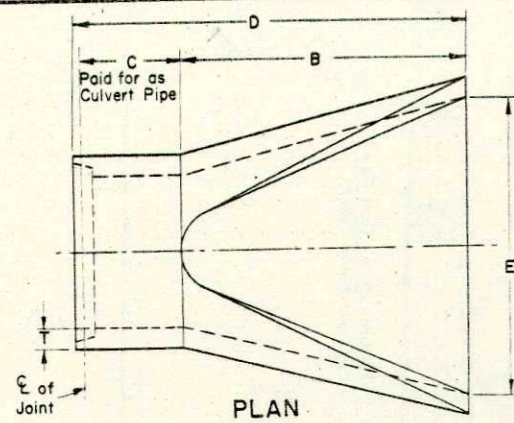 D
C
B
Paid for as
Culvert Pipe
E
T
℄ of
Joint
PLAN